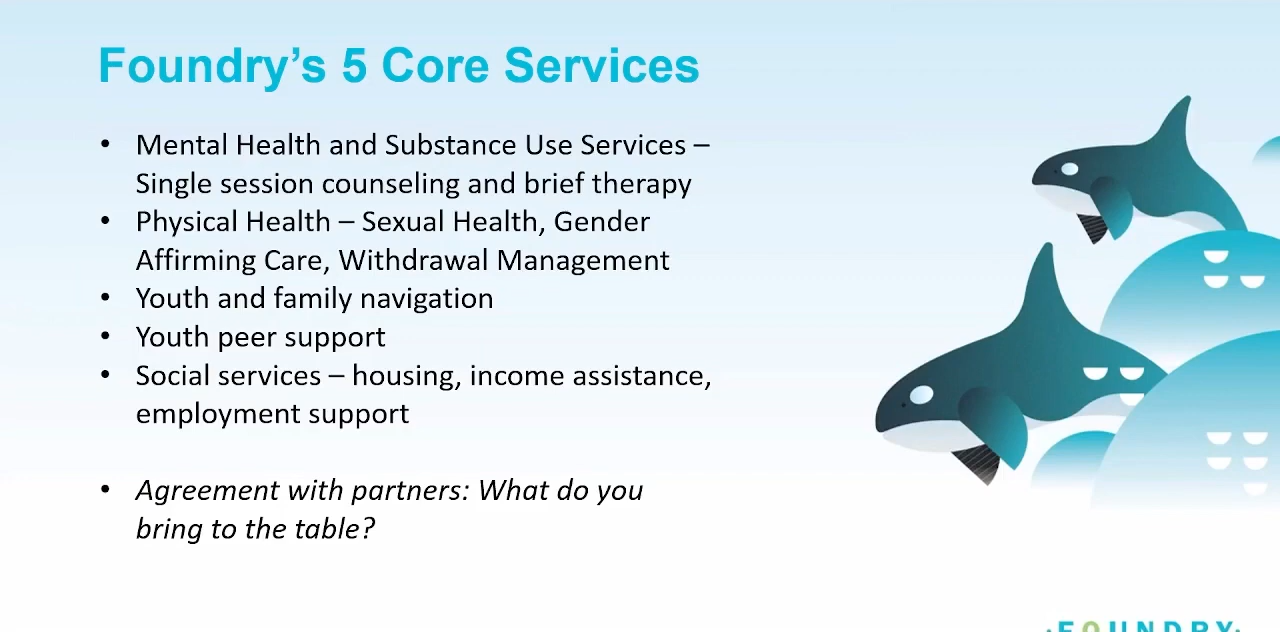 Foundry’s 5 Core Services
• Mental Health and Substance Use Services –
Single session counseling and brief therapy
• Physical Health – Sexual Health, Gender
Affirming Care, Withdrawal Management
• Youth and family navigation
• Youth peer support
• Social services – housing, income assistance,
employment support
• Agreement with partners: What do you
bring to the table?
·FOUNDRY·